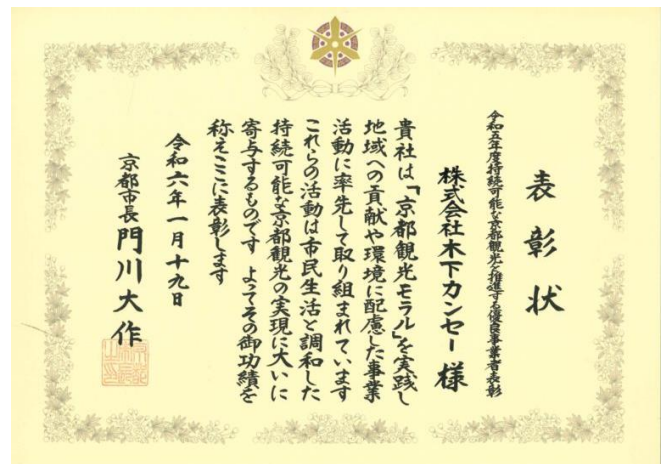 表彰状
令和五年度持続可能な京都観光を推進する優良事業者表彰
株式会社木下カンセー 様
貴社は「京都観光モラル」を実践し
地域への貢献や環境に配慮した事業
活動に率先して取り組まれています
これらの活動は市民生活と調和した
持続可能な京都観光の実現に大いに
寄与するものです よってその御功績を
称えここに表彰します
令和六年一月十九日
京都市長 門川大作